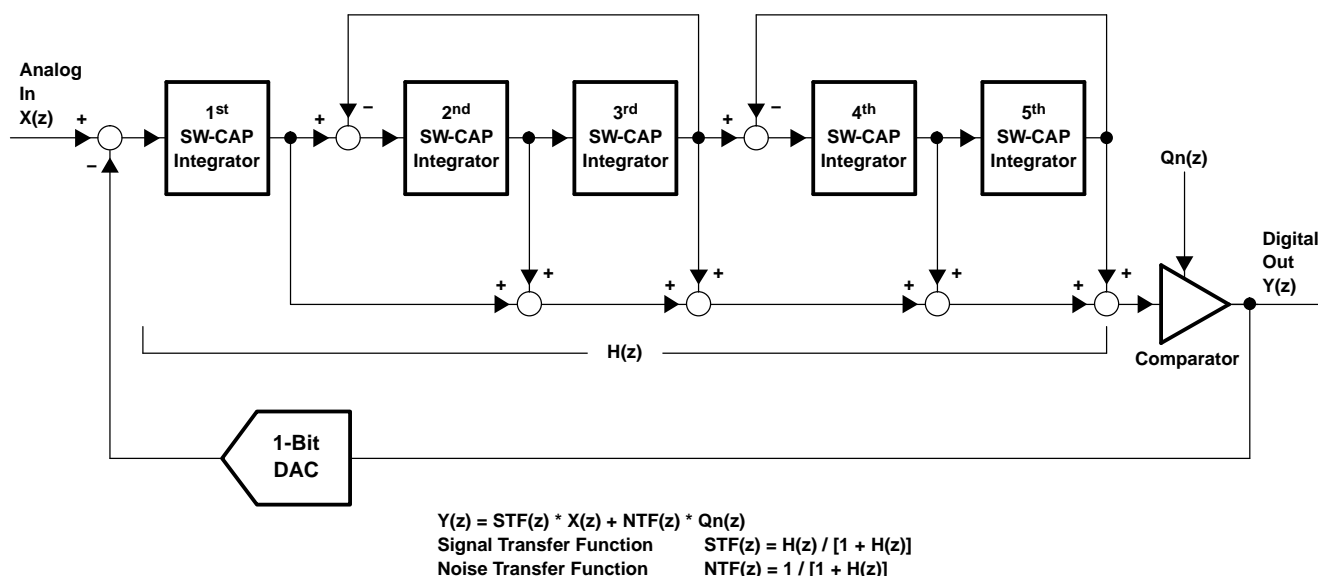 Analog
In
X(z)
+
−
1st
SW-CAP
Integrator
+
−
2nd
SW-CAP
Integrator
3rd
SW-CAP
Integrator
+
−
4th
SW-CAP
Integrator
5th
SW-CAP
Integrator
Qn(z)
Digital
Out
Y(z)
+
+
+
+
+
+
+
+
H(z)
Comparator
1-Bit
DAC
Y(z) = STF(z) * X(z) + NTF(z) * Qn(z)
Signal Transfer Function STF(z) = H(z) / [1 + H(z)]
Noise Transfer Function NTF(z) = 1 / [1 + H(z)]